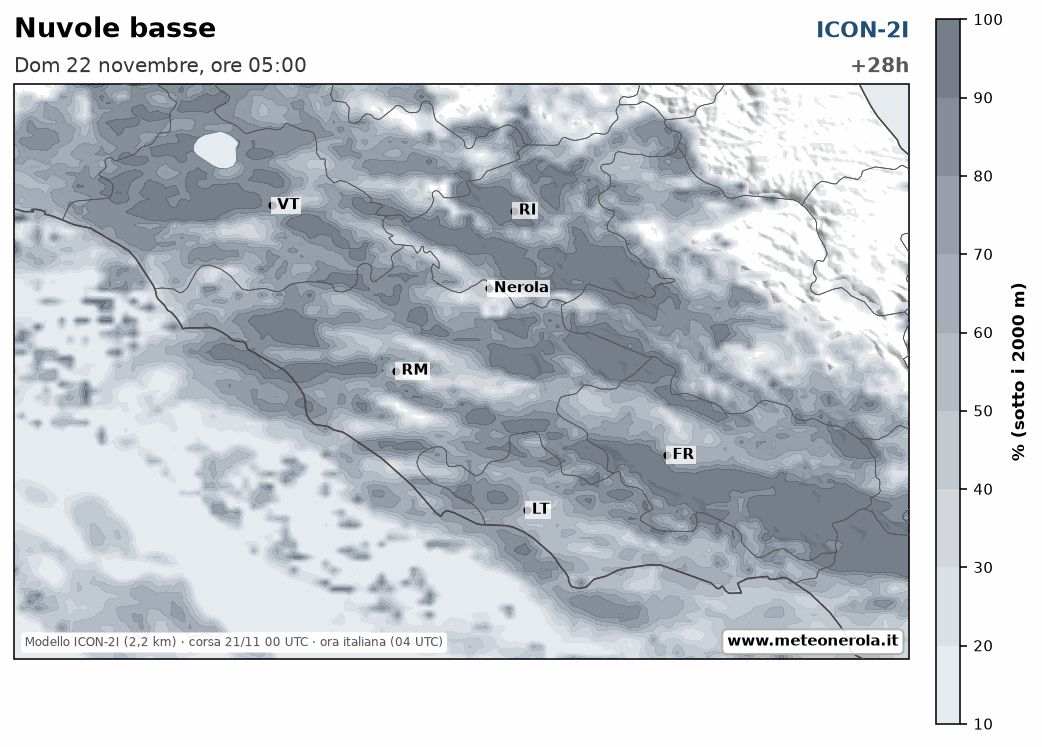 Nuvole basse
ICON-2I
Dom 22 novembre, ore 05:00
+28h
100
90
80
70
60
50
40
30
20
10
% (sotto i 2000 m)
VT
RI
Nerola
RM
FR
LT
Modello ICON-2I (2,2 km) · corsa 21/11 00 UTC · ora italiana (04 UTC)
www.meteonerola.it